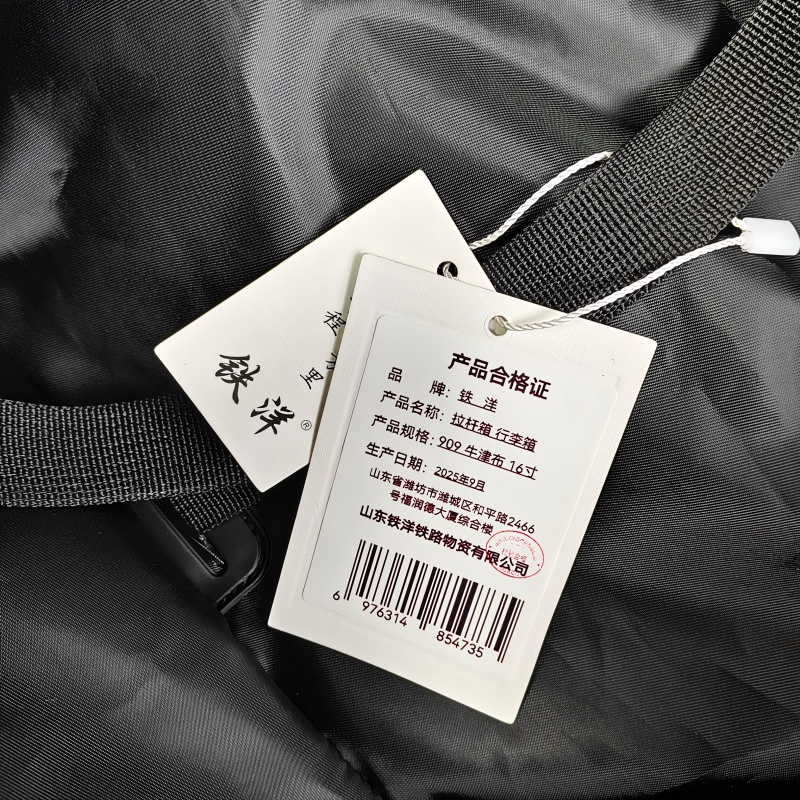 程
万
里
铁洋®
产品合格证
品 牌：铁 洋
产品名称：拉杆箱 行李箱
产品规格：909 牛津布 16寸
生产日期：2025年9月
山东省潍坊市潍城区和平路2466
号福润德大厦综合楼
山东铁洋铁路物资有限公司
6 976314 854735